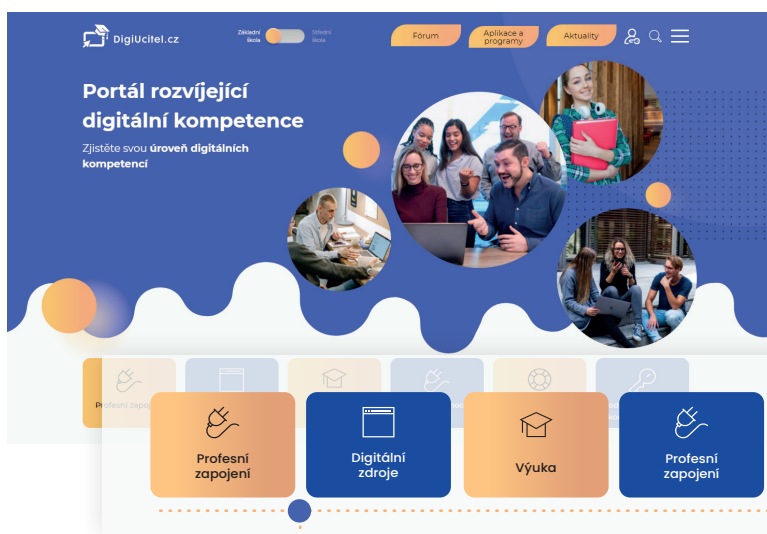 DigiUcitel.cz
Základní
škola
Střední
škola
Fórum
Aplikace a
programy
Aktuality
Portál rozvíjející
digitální kompetence
Zjistěte svou úroveň digitálních
kompetencí
Profesní
zapojení
Digitální
zdroje
Výuka
Profesní
zapojení